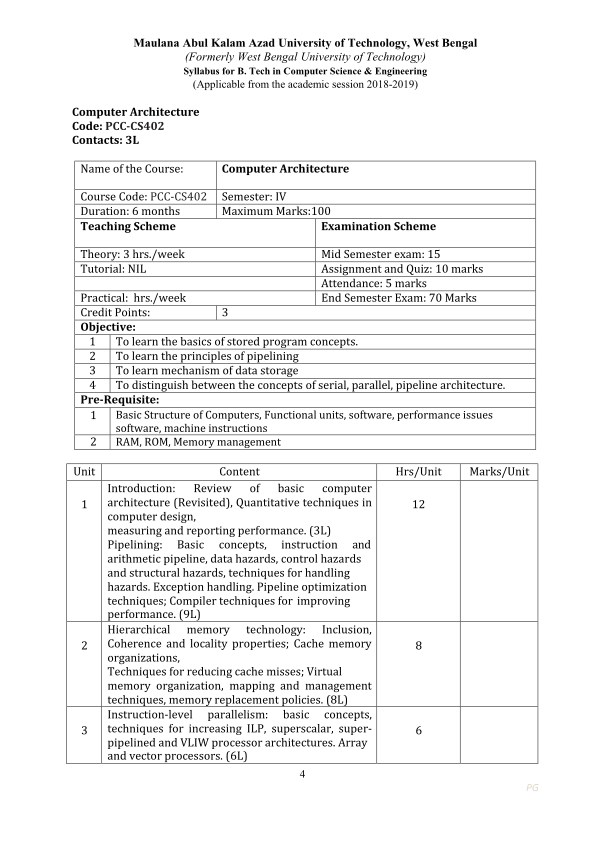 Maulana Abul Kalam Azad University of Technology, West Bengal
(Formerly West Bengal University of Technology)
Syllabus for B. Tech in Computer Science & Engineering
(Applicable from the academic session 2018-2019)
Computer Architecture
Code: PCC-CS402
Contacts: 3L
Name of the Course: Computer Architecture
Course Code: PCC-CS402 Semester: IV
Duration: 6 months Maximum Marks:100
Teaching Scheme Examination Scheme
Theory: 3 hrs./week Mid Semester exam: 15
Tutorial: NIL Assignment and Quiz: 10 marks
Attendance: 5 marks
Practical: hrs./week End Semester Exam: 70 Marks
Credit Points: 3
Objective:
1 To learn the basics of stored program concepts.
2 To learn the principles of pipelining
3 To learn mechanism of data storage
4 To distinguish between the concepts of serial, parallel, pipeline architecture.
Pre-Requisite:
1 Basic Structure of Computers, Functional units, software, performance issues
software, machine instructions
2 RAM, ROM, Memory management
Unit Content Hrs/Unit Marks/Unit
Introduction: Review of basic computer
1 architecture (Revisited), Quantitative techniques in 12
computer design,
measuring and reporting performance. (3L)
Pipelining: Basic concepts, instruction and
arithmetic pipeline, data hazards, control hazards
and structural hazards, techniques for handling
hazards. Exception handling. Pipeline optimization
techniques; Compiler techniques for improving
performance. (9L)
Hierarchical memory technology: Inclusion,
2 Coherence and locality properties; Cache memory 8
organizations,
Techniques for reducing cache misses; Virtual
memory organization, mapping and management
techniques, memory replacement policies. (8L)
Instruction-level parallelism: basic concepts,
3 techniques for increasing ILP, superscalar, super- 6
pipelined and VLIW processor architectures. Array
and vector processors. (6L)
4
PG